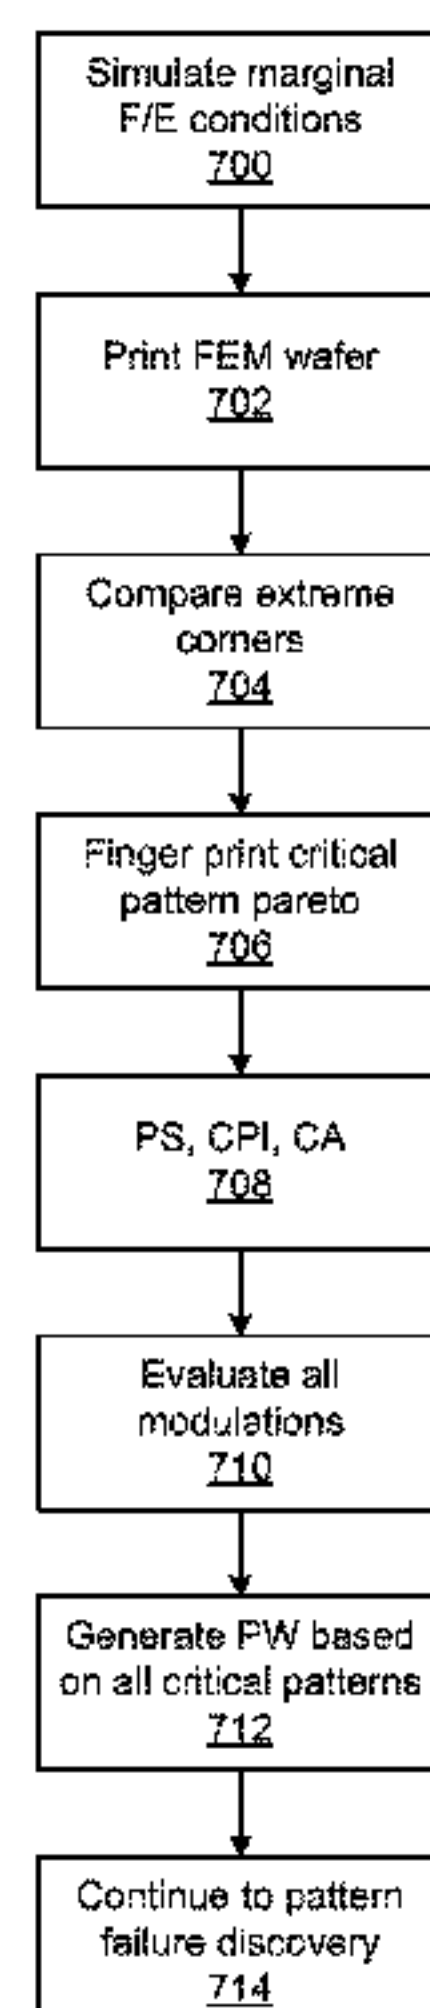 Simulate marginal
F/E conditions
700
Print FEM wafer
702
Compare extreme
corners
704
Finger print critical
pattern pareto
706
PS, CPI, CA
708
Evaluate all
modulations
710
Generate PW based
on all critical patterns
712
Continue to pattern
failure discovery
714